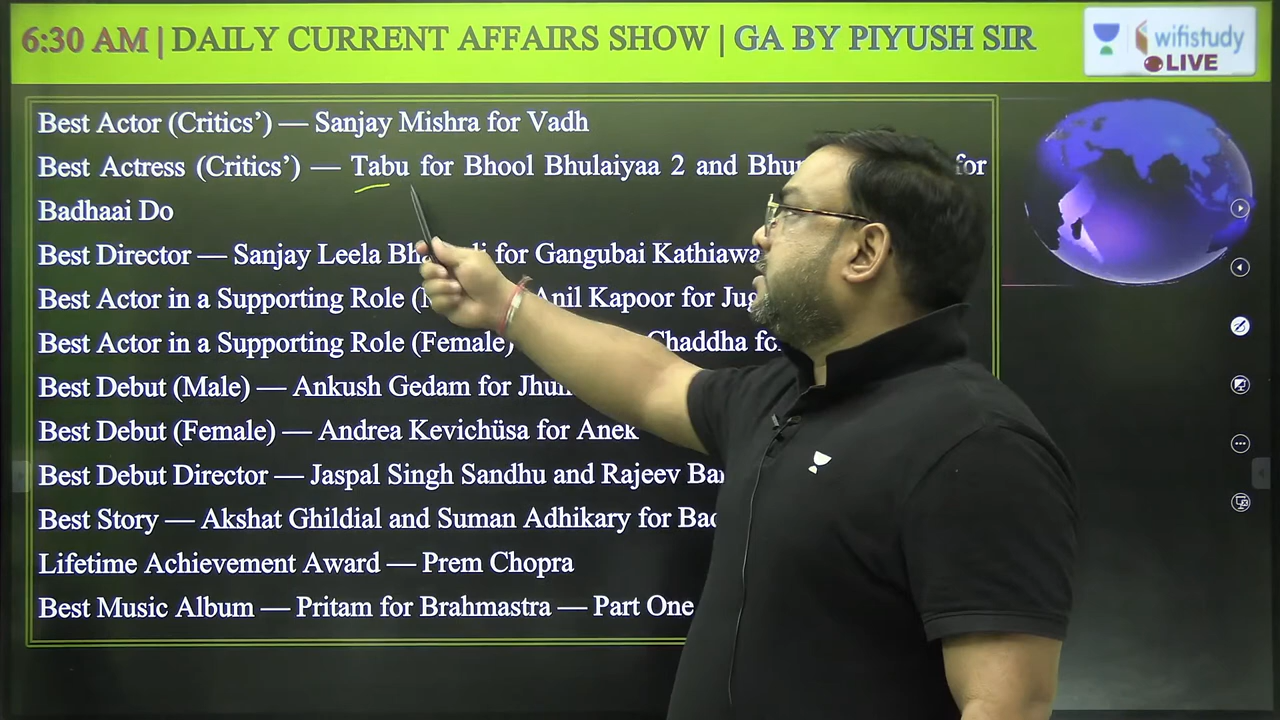 6:30 AM | DAILY CURRENT AFFAIRS SHOW | GA BY PIYUSH SIR
wifistudy
LIVE
Best Actor (Critics’) — Sanjay Mishra for Vadh
Best Actress (Critics’) — Tabu for Bhool Bhulaiyaa 2 and for
Badhaai Do
Best Director — Sanjay Leela for Gangubai
Best Actor in a Supporting Role Anil Kapoor for
Best Actor in a Supporting Role (Female) Chaddha
Best Debut (Male) — Ankush Gedam for
Best Debut (Female) — Andrea Kevichüsa for Anek
Best Debut Director — Jaspal Singh Sandhu and Rajeev
Best Story — Akshat Ghildial and Suman Adhikary for
Lifetime Achievement Award — Prem Chopra
Best Music Album — Pritam for Brahmastra — Part One